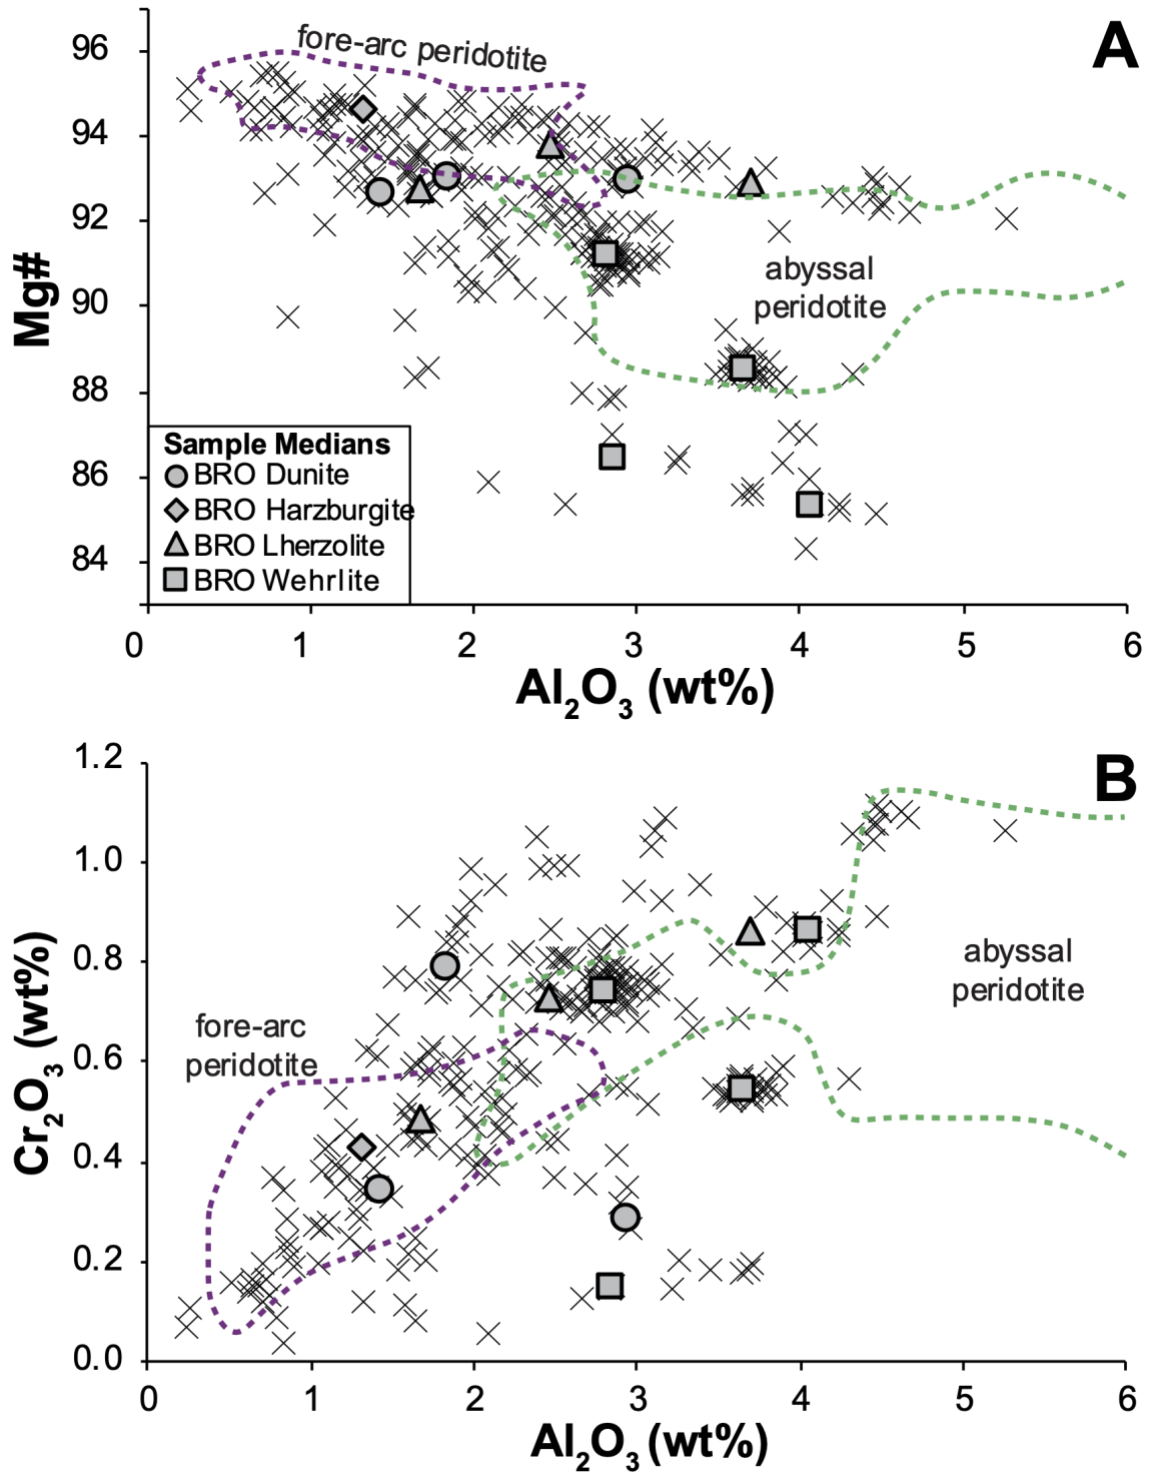 A
fore-arc peridotite
96
94
92
90
88
86
84
Mg#
abyssal
peridotite
Sample Medians
BRO Dunite
BRO Harzburgite
BRO Lherzolite
BRO Wehrlite
0 1 2 3 4 5 6
Al₂O₃ (wt%)
B
1.2
1.0
0.8
0.6
0.4
0.2
0.0
Cr₂O₃ (wt%)
fore-arc
peridotite
abyssal
peridotite
0 1 2 3 4 5 6
Al₂O₃ (wt%)